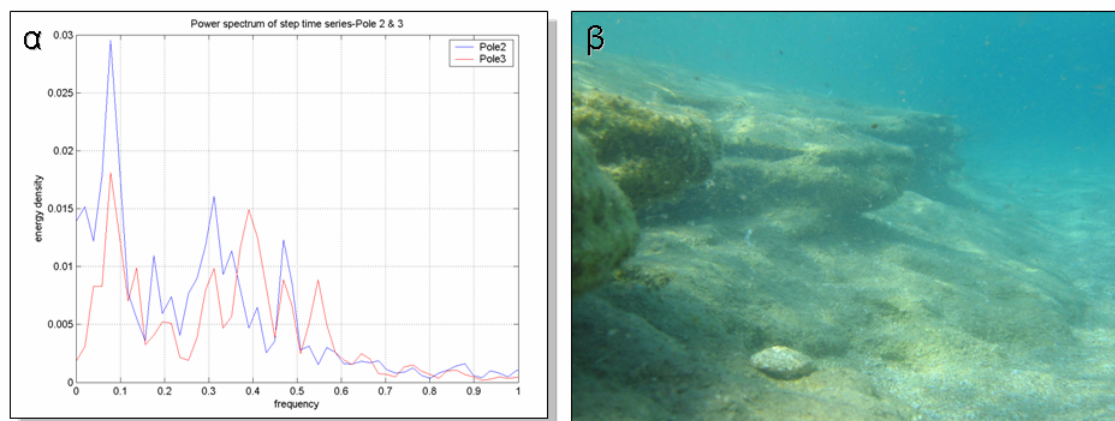 α
Power spectrum of step time series-Pole 2 & 3
Pole2
Pole3
0.03
0.025
0.02
0.015
0.01
0.005
0
energy density
0 0.1 0.2 0.3 0.4 0.5 0.6 0.7 0.8 0.9 1
frequency
β